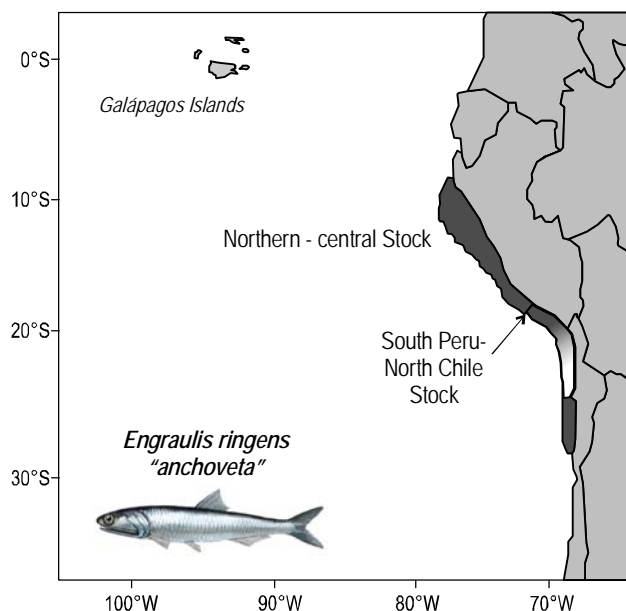 0°S
Galápagos Islands
10°S
Northern - central Stock
20°S
South Peru-
North Chile
Stock
Engraulis ringens
“anchoveta”
30°S
100°W
90°W
80°W
70°W